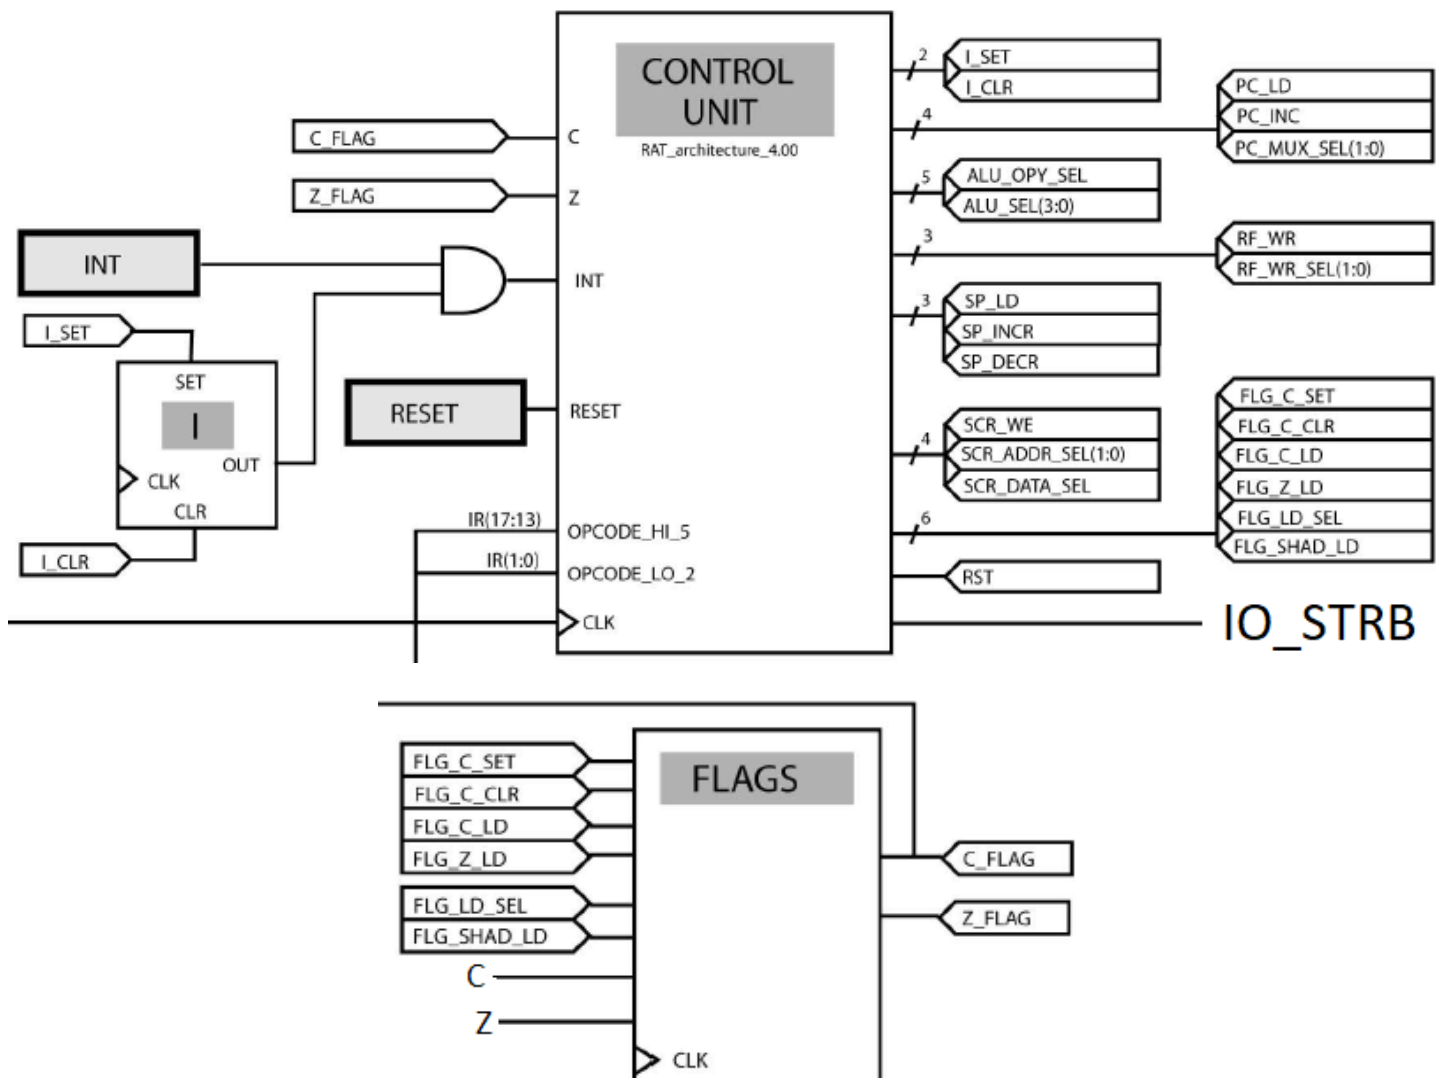 CONTROL
UNIT
RAT_architecture_4.00
C_FLAG
C
Z_FLAG
Z
INT
INT
I_SET
SET
I
OUT
CLK
CLR
I_CLR
RESET
RESET
IR(17:13)
OPCODE_HI_5
IR(1:0)
OPCODE_LO_2
CLK
2
I_SET
I_CLR
4
PC_LD
PC_INC
PC_MUX_SEL(1:0)
5
ALU_OPY_SEL
ALU_SEL(3:0)
3
RF_WR
RF_WR_SEL(1:0)
3
SP_LD
SP_INCR
SP_DECR
4
SCR_WE
SCR_ADDR_SEL(1:0)
SCR_DATA_SEL
6
FLG_C_SET
FLG_C_CLR
FLG_C_LD
FLG_Z_LD
FLG_LD_SEL
FLG_SHAD_LD
RST
IO_STRB
FLAGS
FLG_C_SET
FLG_C_CLR
FLG_C_LD
FLG_Z_LD
FLG_LD_SEL
FLG_SHAD_LD
C
Z
CLK
C_FLAG
Z_FLAG